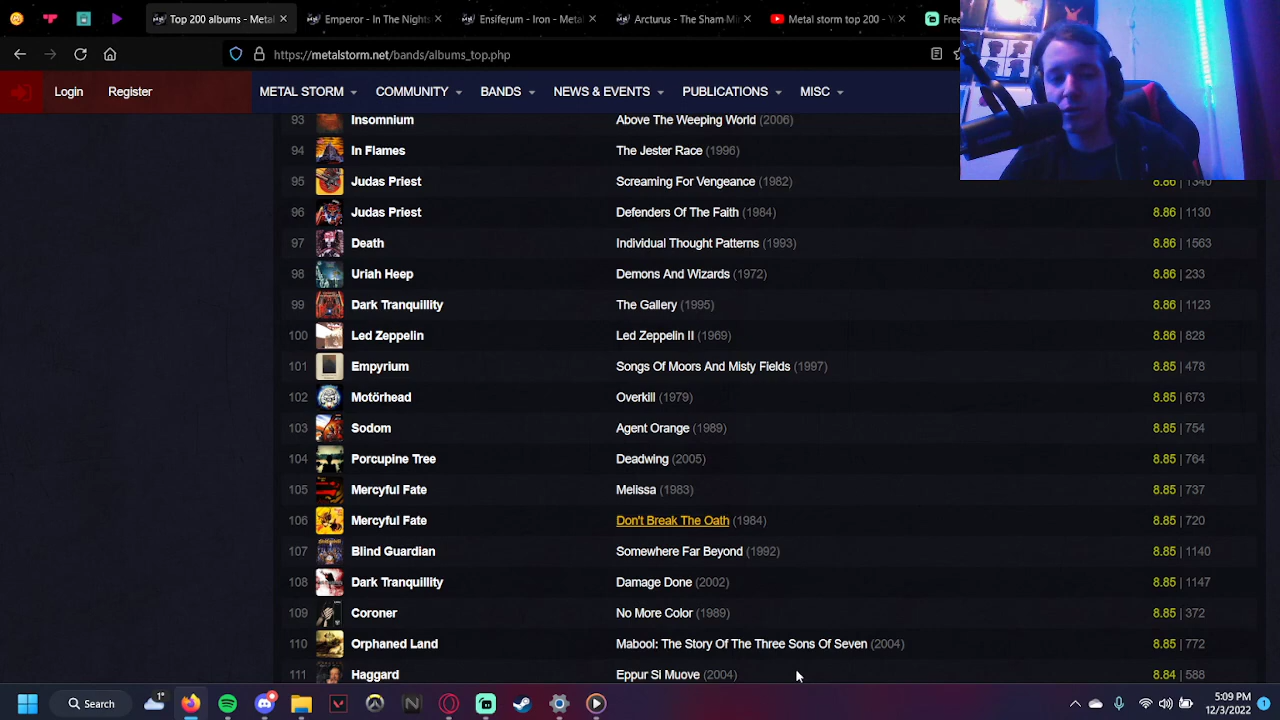 Top 200 albums - Metal
Emperor - In The Nights
Ensiferum - Iron - Metal
Arcturus - The Sham Mi
Metal storm top 200 - Yo
Free
https://metalstorm.net/bands/albums_top.php
Login Register METAL STORM COMMUNITY BANDS NEWS & EVENTS PUBLICATIONS MISC
93 Insomnium Above The Weeping World (2006)
94 In Flames The Jester Race (1996)
95 Judas Priest Screaming For Vengeance (1982) 8.86 | 1340
96 Judas Priest Defenders Of The Faith (1984) 8.86 | 1130
97 Death Individual Thought Patterns (1993) 8.86 | 1563
98 Uriah Heep Demons And Wizards (1972) 8.86 | 233
99 Dark Tranquillity The Gallery (1995) 8.86 | 1123
100 Led Zeppelin Led Zeppelin II (1969) 8.86 | 828
101 Empyrium Songs Of Moors And Misty Fields (1997) 8.85 | 478
102 Motörhead Overkill (1979) 8.85 | 673
103 Sodom Agent Orange (1989) 8.85 | 754
104 Porcupine Tree Deadwing (2005) 8.85 | 764
105 Mercyful Fate Melissa (1983) 8.85 | 737
106 Mercyful Fate Don't Break The Oath (1984) 8.85 | 720
107 Blind Guardian Somewhere Far Beyond (1992) 8.85 | 1140
108 Dark Tranquillity Damage Done (2002) 8.85 | 1147
109 Coroner No More Color (1989) 8.85 | 372
110 Orphaned Land Mabool: The Story Of The Three Sons Of Seven (2004) 8.85 | 772
111 Haggard Eppur Si Muove (2004) 8.84 | 588
Search
5:09 PM
12/3/2022